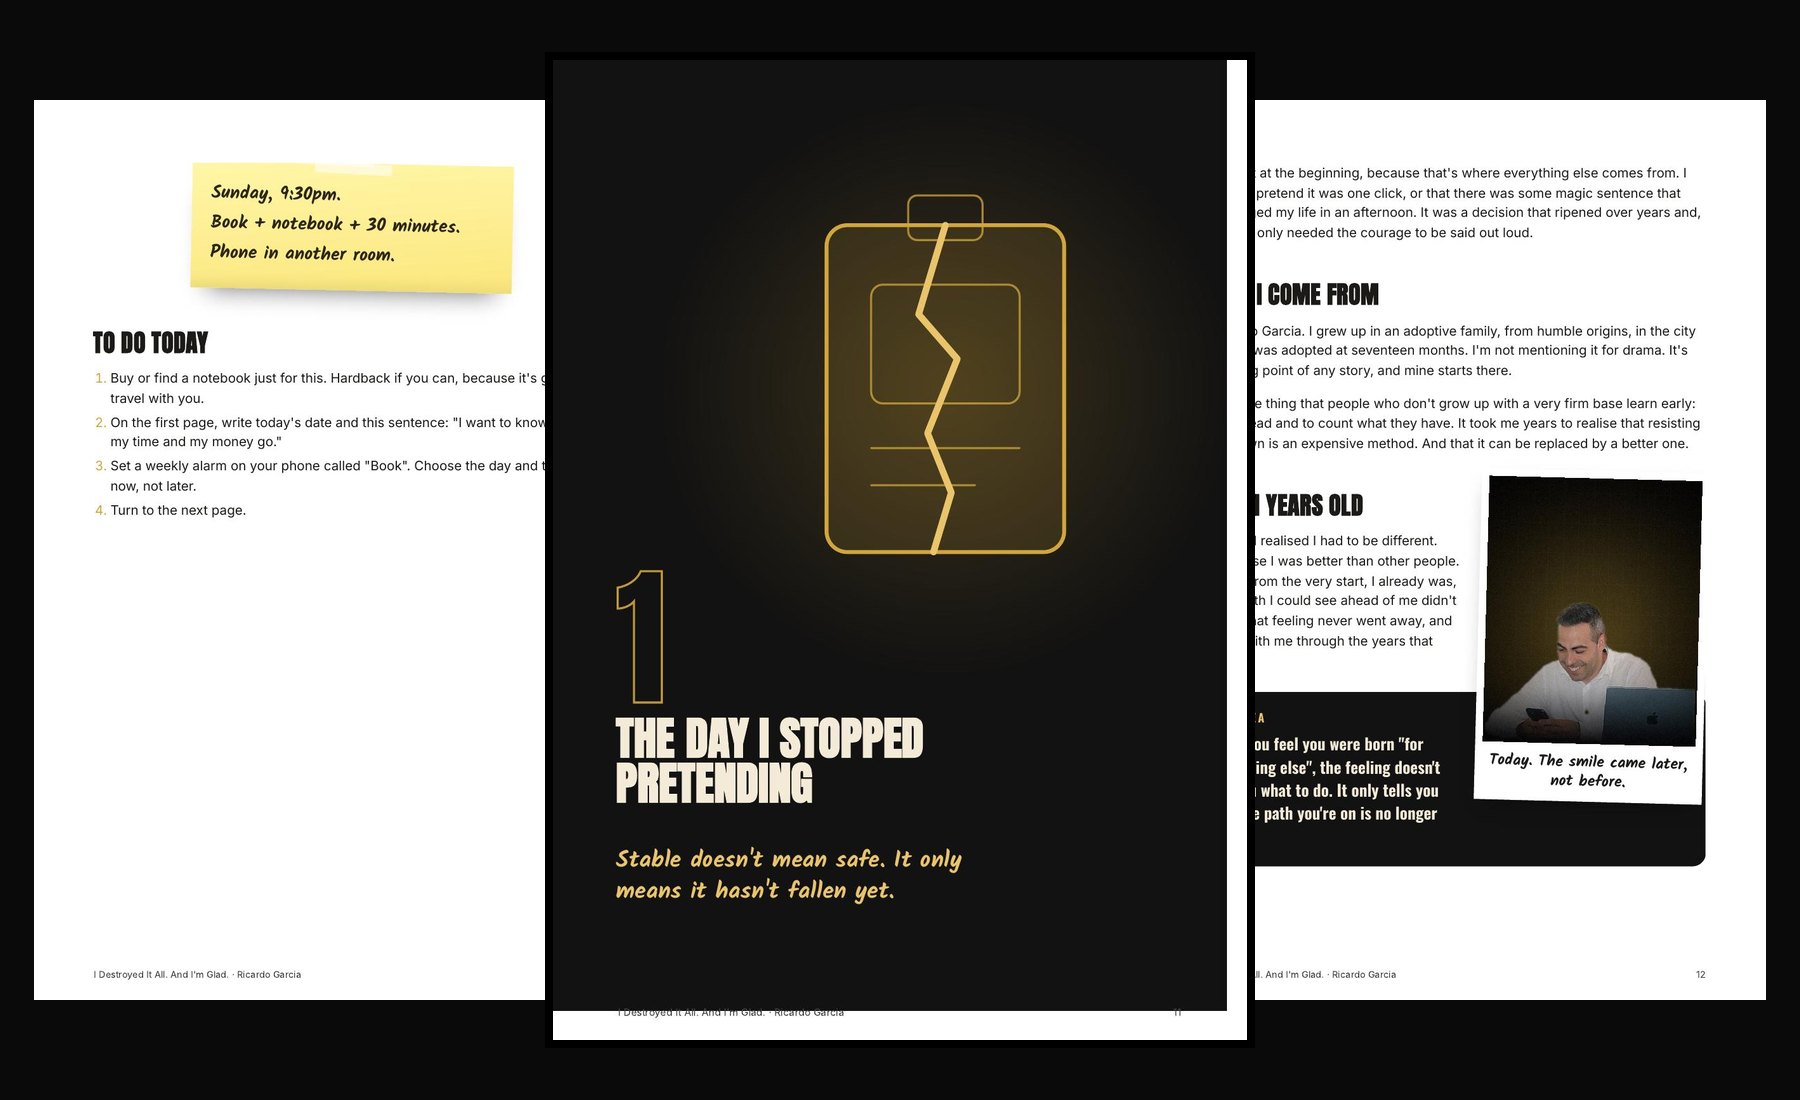 Sunday, 9:30pm.
Book + notebook + 30 minutes.
Phone in another room.
TO DO TODAY
1. Buy or find a notebook just for this. Hardback if you can, because it's
travel with you.
2. On the first page, write today's date and this sentence: "I want to know
my time and my money go."
3. Set a weekly alarm on your phone called "Book". Choose the day and
now, not later.
4. Turn to the next page.
I Destroyed It All. And I'm Glad. · Ricardo Garcia
1
THE DAY I STOPPED
PRETENDING
Stable doesn't mean safe. It only
means it hasn't fallen yet.
I Destroyed It All. And I'm Glad. · Ricardo Garcia
11
at the beginning, because that's where everything else comes from. I
pretend it was one click, or that there was some magic sentence that
my life in an afternoon. It was a decision that ripened over years and,
only needed the courage to be said out loud.
I COME FROM
Garcia. I grew up in an adoptive family, from humble origins, in the city
was adopted at seventeen months. I'm not mentioning it for drama. It's
point of any story, and mine starts there.
thing that people who don't grow up with a very firm base learn early:
and to count what they have. It took me years to realise that resisting
is an expensive method. And that it can be replaced by a better one.
YEARS OLD
I realised I had to be different.
I was better than other people.
from the very start, I already was,
I could see ahead of me didn't
that feeling never went away, and
with me through the years that
you feel you were born "for
else", the feeling doesn't
what to do. It only tells you
path you're on is no longer
Today. The smile came later,
not before.
All. And I'm Glad. · Ricardo Garcia
12